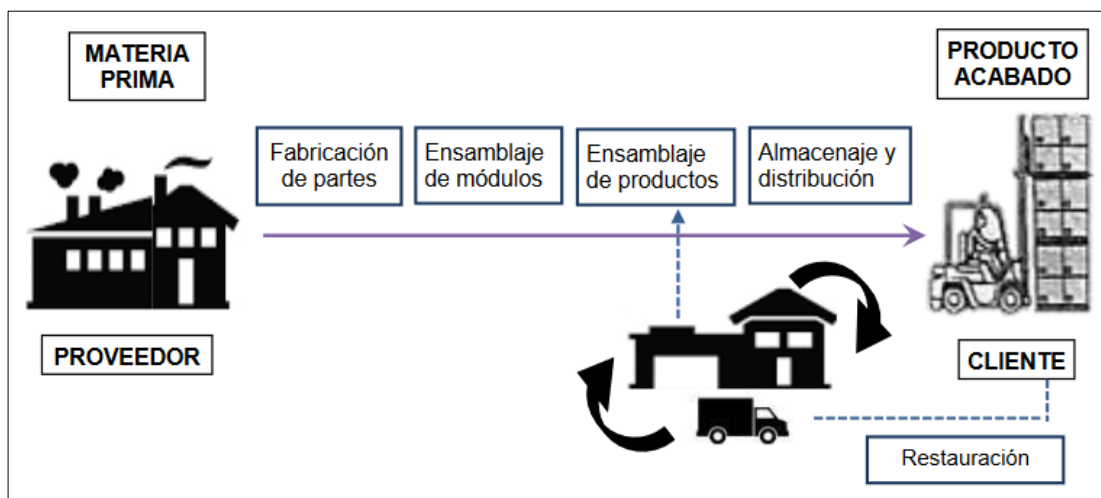 MATERIA
PRIMA
PRODUCTO
ACABADO
Fabricación
de partes
Ensamblaje
de módulos
Ensamblaje
de productos
Almacenaje y
distribución
PROVEEDOR
CLIENTE
Restauración